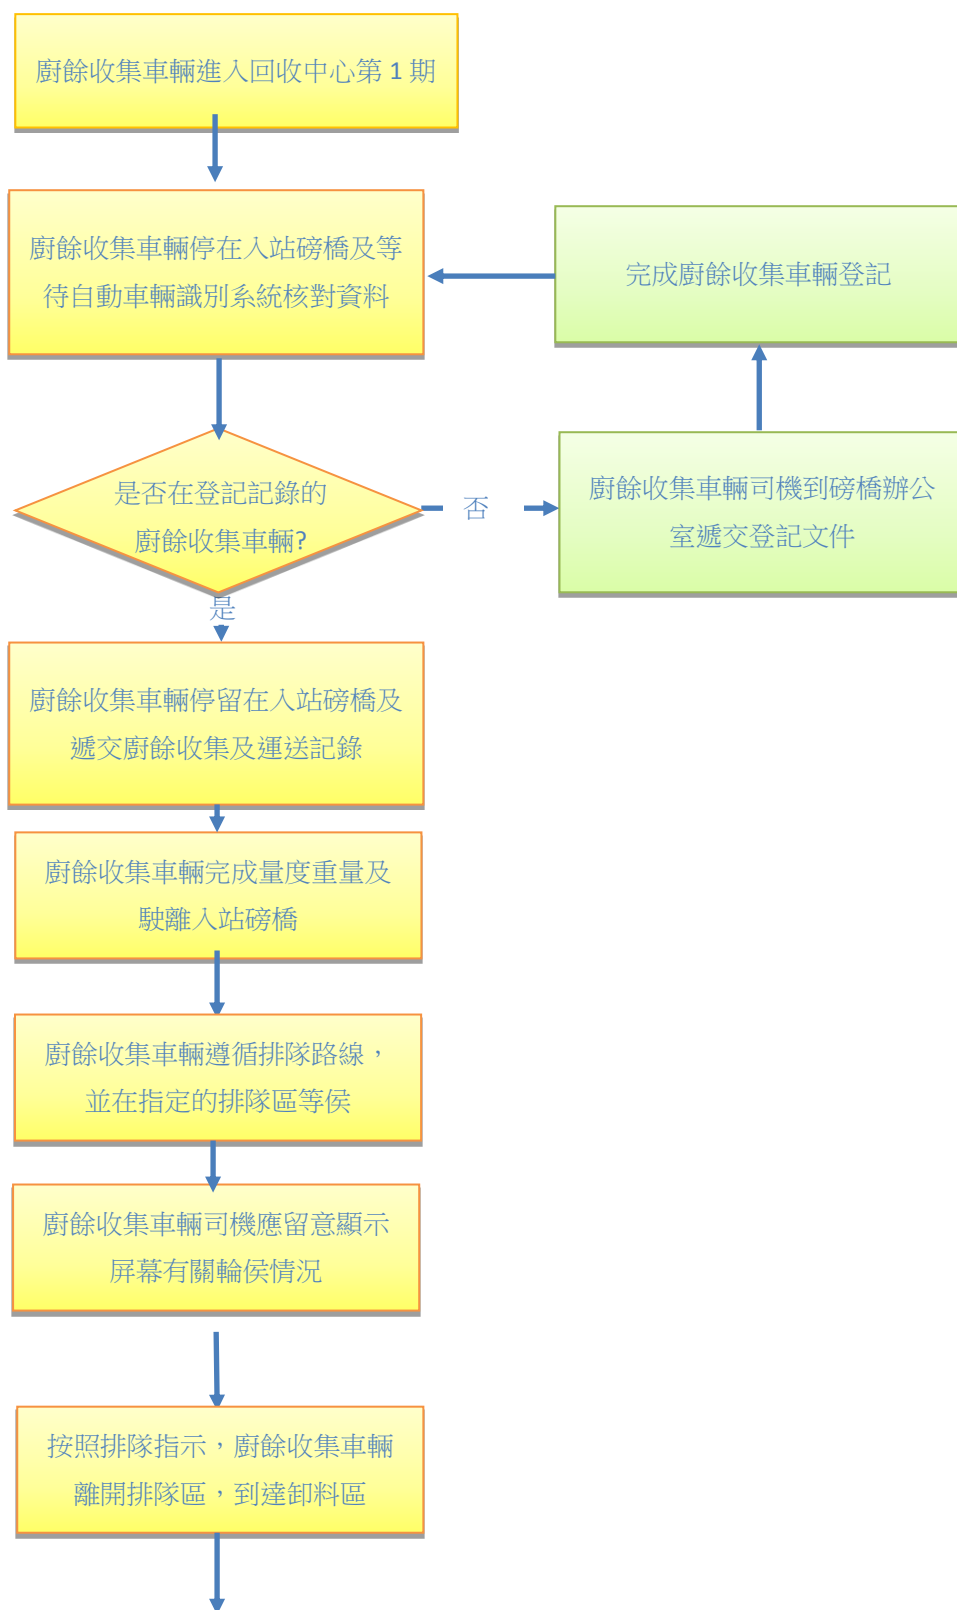 廚餘收集車輛進入回收中心第 1 期
廚餘收集車輛停在入站磅橋及等
待自動車輛識別系統核對資料
完成廚餘收集車輛登記
是否在登記記錄的
廚餘收集車輛?
否
廚餘收集車輛司機到磅橋辦公
室遞交登記文件
是
廚餘收集車輛停留在入站磅橋及
遞交廚餘收集及運送記錄
廚餘收集車輛完成量度重量及
駛離入站磅橋
廚餘收集車輛遵循排隊路線，
並在指定的排隊區等侯
廚餘收集車輛司機應留意顯示
屏幕有關輪侯情況
按照排隊指示，廚餘收集車輛
離開排隊區，到達卸料區